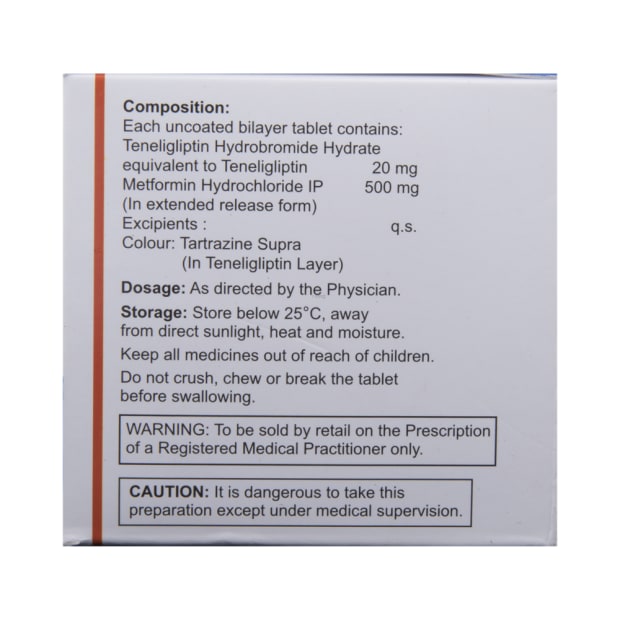 Composition:
Each uncoated bilayer tablet contains:
Teneligliptin Hydrobromide Hydrate
equivalent to Teneligliptin 20 mg
Metformin Hydrochloride IP 500 mg
(In extended release form)
Excipients : q.s.
Colour: Tartrazine Supra
(In Teneligliptin Layer)
Dosage: As directed by the Physician.
Storage: Store below 25°C, away
from direct sunlight, heat and moisture.
Keep all medicines out of reach of children.
Do not crush, chew or break the tablet
before swallowing.
WARNING: To be sold by retail on the Prescription
of a Registered Medical Practitioner only.
CAUTION: It is dangerous to take this
preparation except under medical supervision.